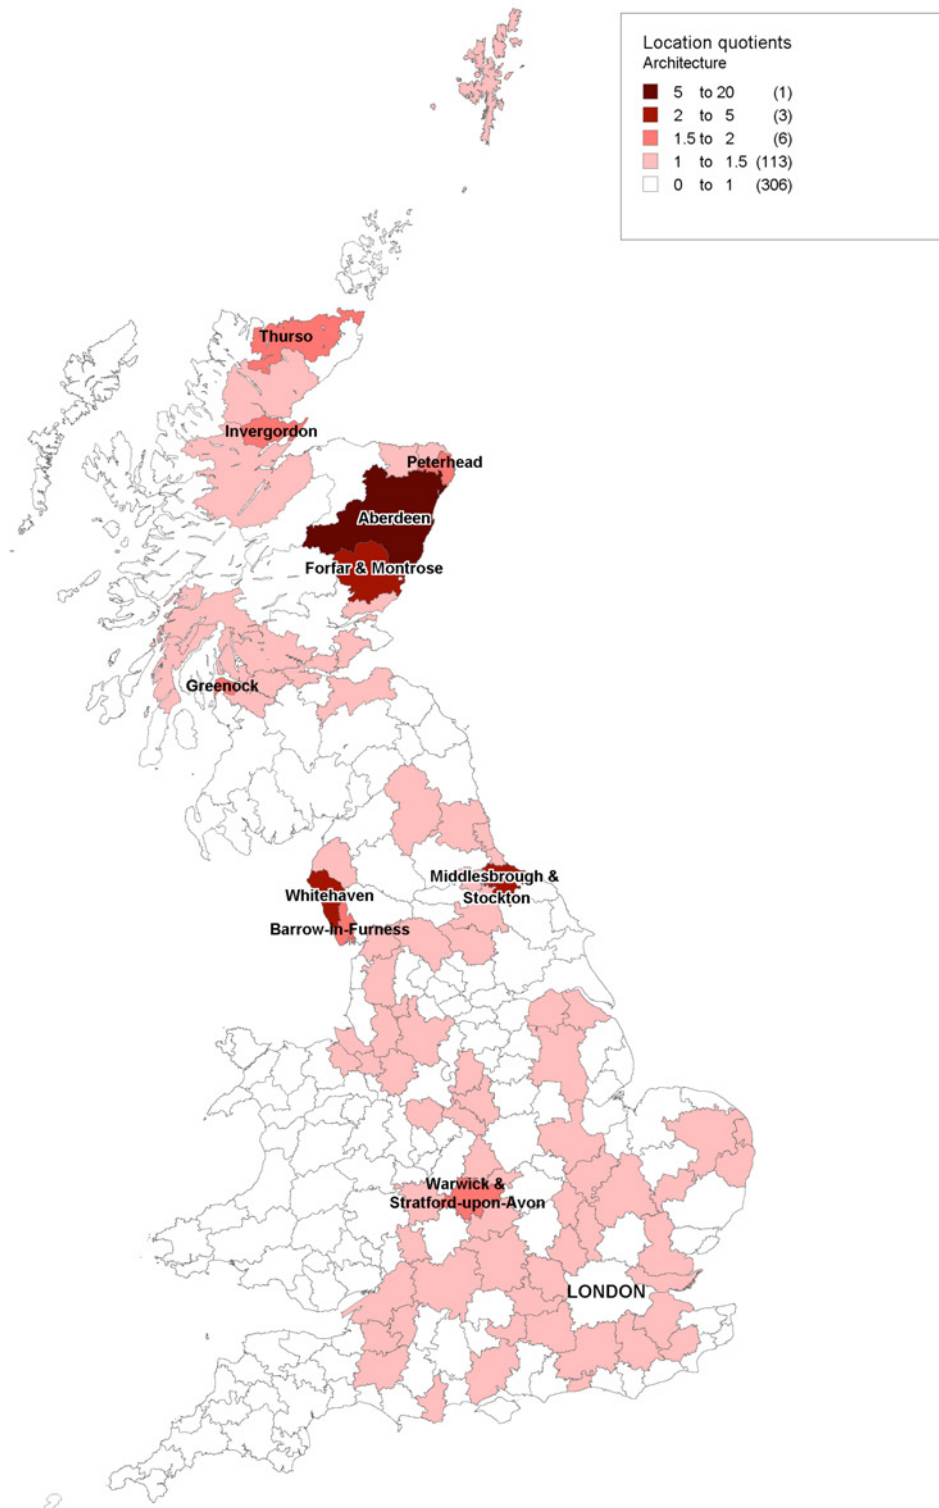 Location quotients
Architecture
5 to 20 (1)
2 to 5 (3)
1.5 to 2 (6)
1 to 1.5 (113)
0 to 1 (306)
Thurso
Invergordon
Peterhead
Aberdeen
Forfar & Montrose
Greenock
Middlesbrough &
Stockton
Whitehaven
Barrow-in-Furness
Warwick &
Stratford-upon-Avon
LONDON